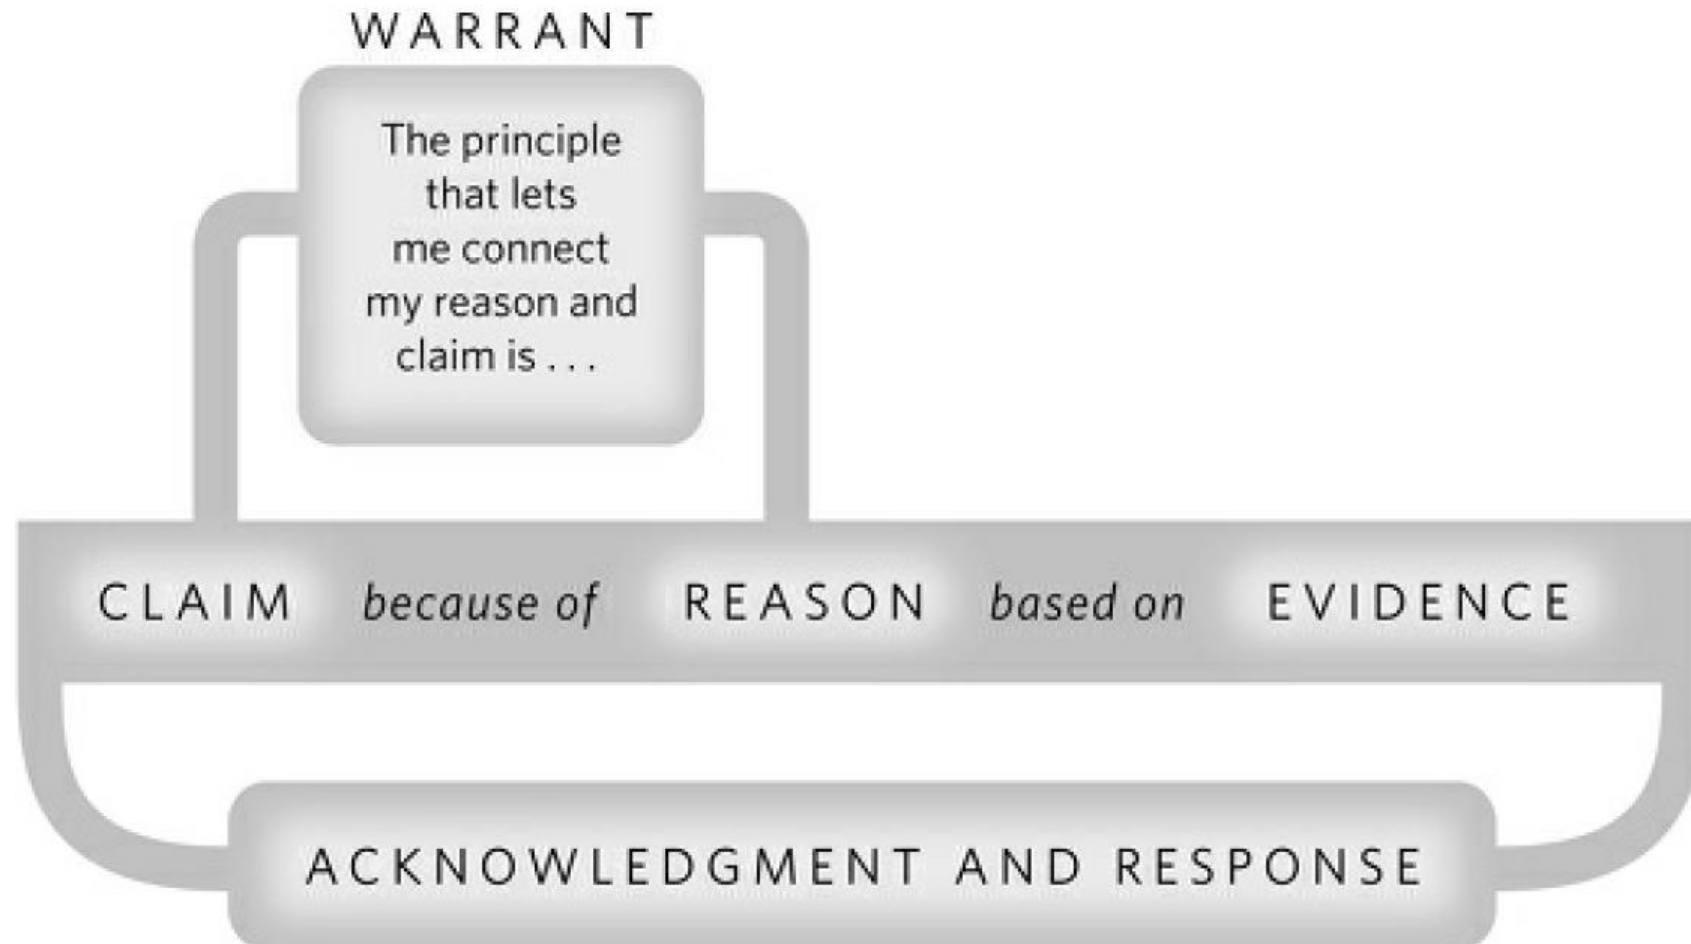 WARRANT
The principle
that lets
me connect
my reason and
claim is . . .
CLAIM because of REASON based on EVIDENCE
ACKNOWLEDGMENT AND RESPONSE